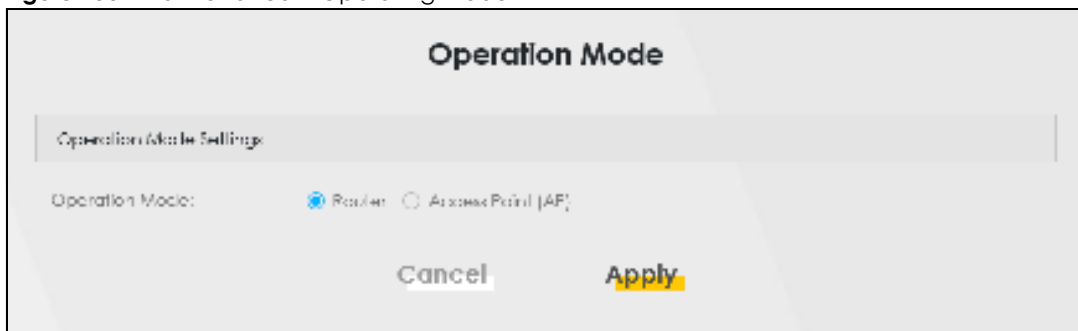 Operation Mode
Operation Mode Settings
Operation Mode: Router Access Point (AP)
Cancel Apply